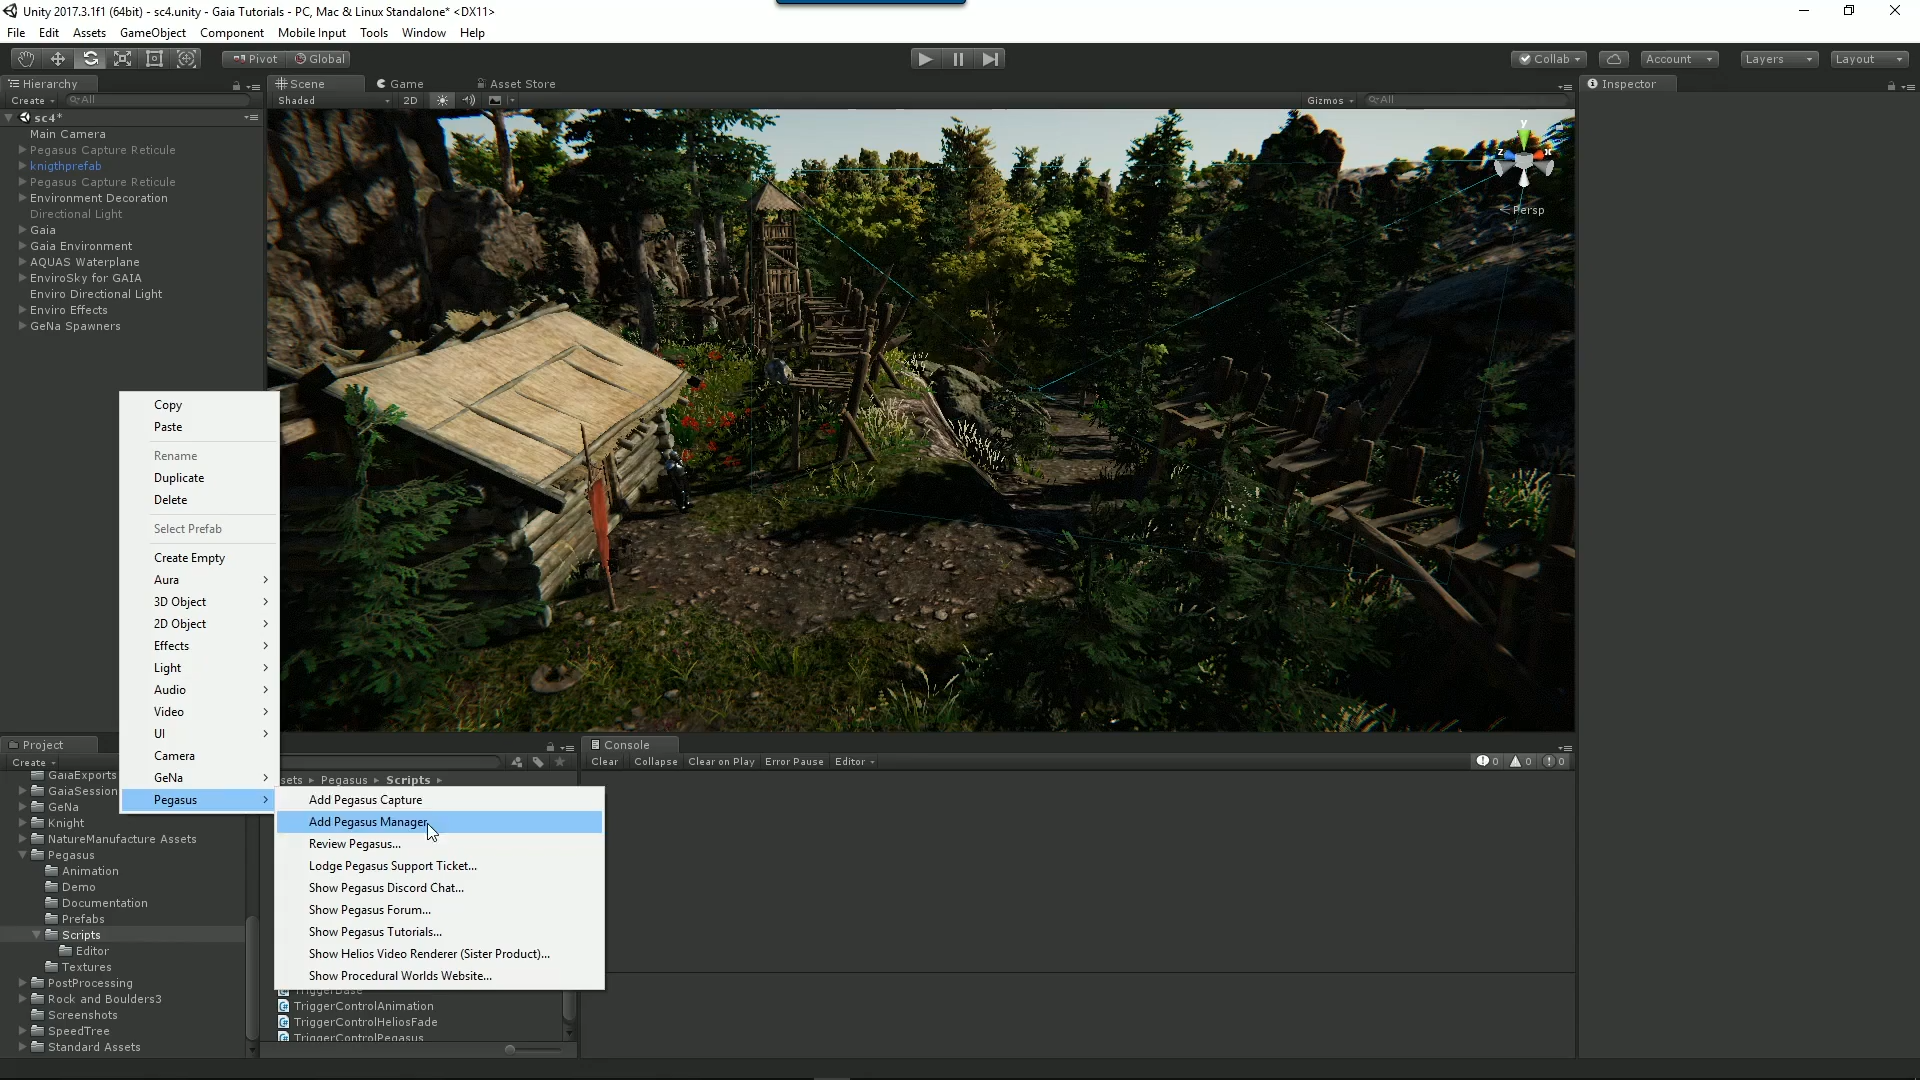 Unity 2017.3.1f1 (64bit) - sc4.unity - Gaia Tutorials - PC, Mac & Linux Standalone* <DX11>
File Edit Assets GameObject Component Mobile Input Tools Window Help
Pivot Global Collab Account Layers Layout
Hierarchy Scene Game Asset Store Inspector
Create All Shaded 2D Gizmos All
sc4*
Main Camera
Pegasus Capture Reticule
knigthprefab
Pegasus Capture Reticule
Environment Decoration
Directional Light
Gaia
Gaia Environment
AQUAS Waterplane
EnviroSky for GAIA
Enviro Directional Light
Enviro Effects
GeNa Spawners
y
z x
Persp
Copy
Paste
Rename
Duplicate
Delete
Select Prefab
Create Empty
Aura
3D Object
2D Object
Effects
Light
Audio
Video
UI
Camera
GeNa
Pegasus
Add Pegasus Capture
Add Pegasus Manager
Review Pegasus...
Lodge Pegasus Support Ticket...
Show Pegasus Discord Chat...
Show Pegasus Forum...
Show Pegasus Tutorials...
Show Helios Video Renderer (Sister Product)...
Show Procedural Worlds Website...
Project
Create
GaiaExports
GaiaSession
GeNa
Knight
NatureManufacture Assets
Pegasus
Animation
Demo
Documentation
Prefabs
Scripts
Editor
Textures
PostProcessing
Rock and Boulders3
Screenshots
SpeedTree
Standard Assets
sets Pegasus Scripts
TriggerBase
TriggerControlAnimation
TriggerControlHeliosFade
TriggerControlPegasus
Console
Clear Collapse Clear on Play Error Pause Editor 0 0 0